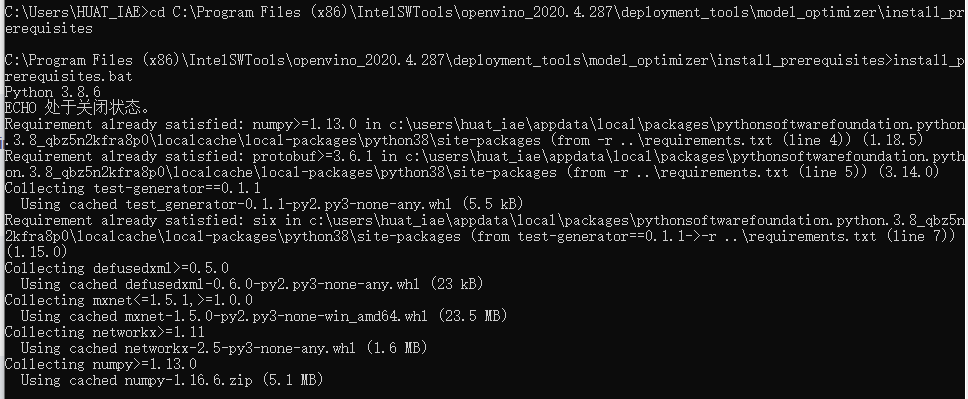 C:\Users\HUAT_IAE>cd C:\Program Files (x86)\IntelSWTools\openvino_2020.4.287\deployment_tools\model_optimizer\install_pr
erequisites
C:\Program Files (x86)\IntelSWTools\openvino_2020.4.287\deployment_tools\model_optimizer\install_prerequisites>install_p
rerequisites.bat
Python 3.8.6
ECHO 处于关闭状态。
Requirement already satisfied: numpy>=1.13.0 in c:\users\huat_iae\appdata\local\packages\pythonsoftwarefoundation.python
.3.8_qbz5n2kfra8p0\localcache\local-packages\python38\site-packages (from -r ..\requirements.txt (line 4)) (1.18.5)
Requirement already satisfied: protobuf>=3.6.1 in c:\users\huat_iae\appdata\local\packages\pythonsoftwarefoundation.pyth
on.3.8_qbz5n2kfra8p0\localcache\local-packages\python38\site-packages (from -r ..\requirements.txt (line 5)) (3.14.0)
Collecting test-generator==0.1.1
  Using cached test_generator-0.1.1-py2.py3-none-any.whl (5.5 kB)
Requirement already satisfied: six in c:\users\huat_iae\appdata\local\packages\pythonsoftwarefoundation.python.3.8_qbz5n
2kfra8p0\localcache\local-packages\python38\site-packages (from test-generator==0.1.1->-r ..\requirements.txt (line 7))
(1.15.0)
Collecting defusedxml>=0.5.0
  Using cached defusedxml-0.6.0-py2.py3-none-any.whl (23 kB)
Collecting mxnet<=1.5.1,>=1.0.0
  Using cached mxnet-1.5.0-py2.py3-none-win_amd64.whl (23.5 MB)
Collecting networkx>=1.11
  Using cached networkx-2.5-py3-none-any.whl (1.6 MB)
Collecting numpy>=1.13.0
  Using cached numpy-1.16.6.zip (5.1 MB)